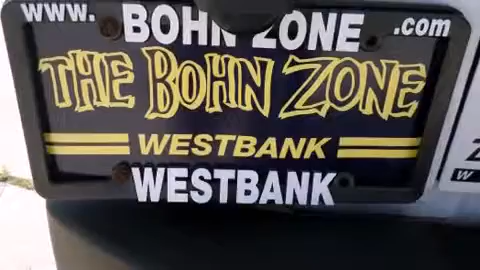 www. BOHN ZONE .com
THE BOHN ZONE
WESTBANK
WESTBANK
W